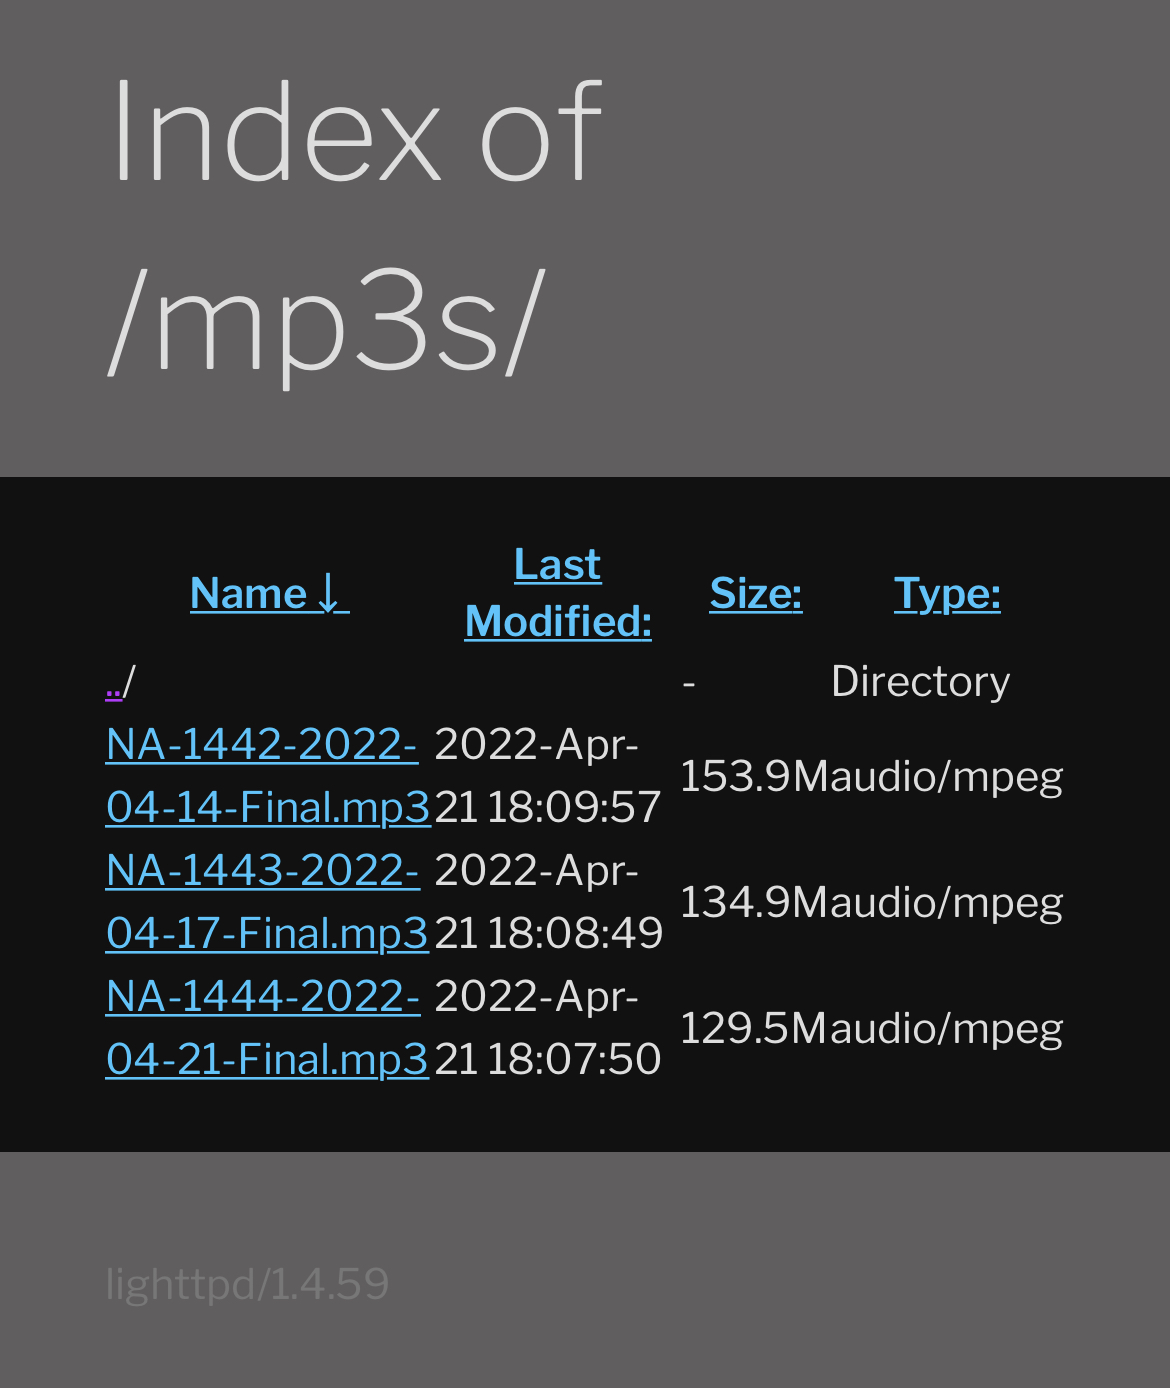 Index of
/mp3s/
Name↓ Last Modified: Size: Type:
../ - Directory
NA-1442-2022-04-14-Final.mp3 2022-Apr-21 18:09:57 153.9M audio/mpeg
NA-1443-2022-04-17-Final.mp3 2022-Apr-21 18:08:49 134.9M audio/mpeg
NA-1444-2022-04-21-Final.mp3 2022-Apr-21 18:07:50 129.5M audio/mpeg
lighttpd/1.4.59